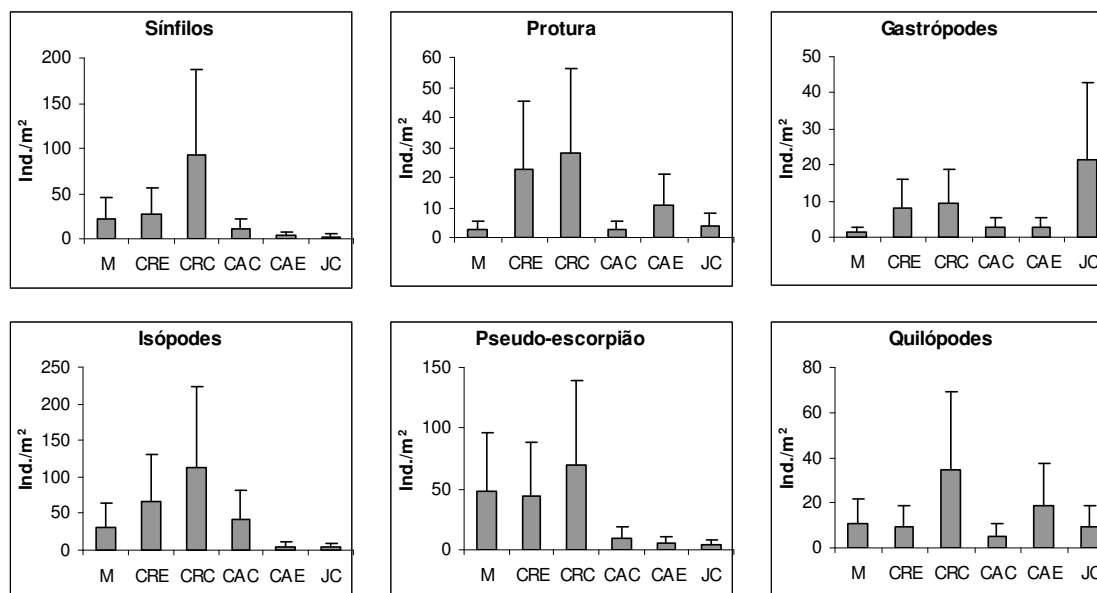 Sínfilos
200
150
100
50
0
Ind./m²
M CRE CRC CAC CAE JC
Protura
60
50
40
30
20
10
0
Ind./m²
M CRE CRC CAC CAE JC
Gastrópodes
50
40
30
20
10
0
Ind./m²
M CRE CRC CAC CAE JC
Isópodes
250
200
150
100
50
0
Ind./m²
M CRE CRC CAC CAE JC
Pseudo-escorpião
150
100
50
0
Ind./m²
M CRE CRC CAC CAE JC
Quilópodes
80
60
40
20
0
Ind./m²
M CRE CRC CAC CAE JC